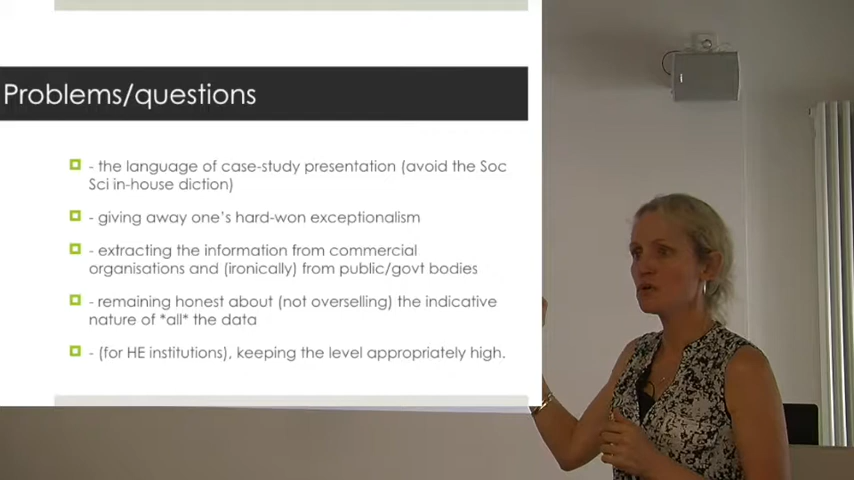 Problems/questions
- the language of case-study presentation (avoid the Soc
Sci in-house diction)
- giving away one's hard-won exceptionalism
- extracting the information from commercial
organisations and (ironically) from public/govt bodies
- remaining honest about (not overselling) the indicative
nature of *all* the data
- (for HE institutions), keeping the level appropriately high.